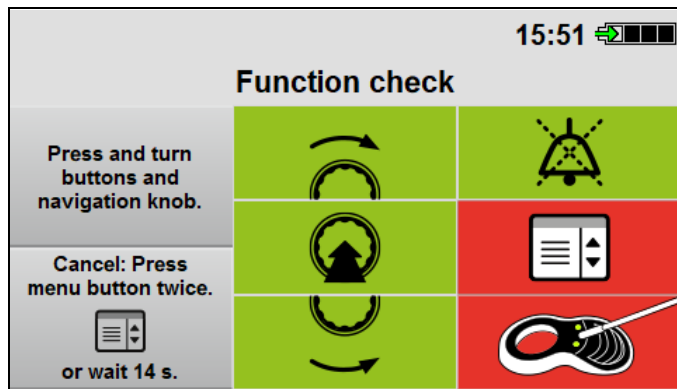 15:51
Function check
Press and turn
buttons and
navigation knob.
Cancel: Press
menu button twice.
or wait 14 s.